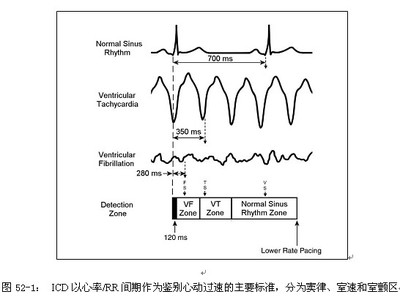 Normal Sinus
Rhythm
700 ms
Ventricular
Tachycardia
350 ms
Ventricular
Fibrillation
280 ms
F
S
T
S
V
S
Detection
Zone
VF
Zone
VT
Zone
Normal Sinus
Rhythm Zone
120 ms
Lower Rate Pacing
图 52-1： ICD 以心率/RR 间期作为鉴别心动过速的主要标准，分为窦律、室速和室颤区